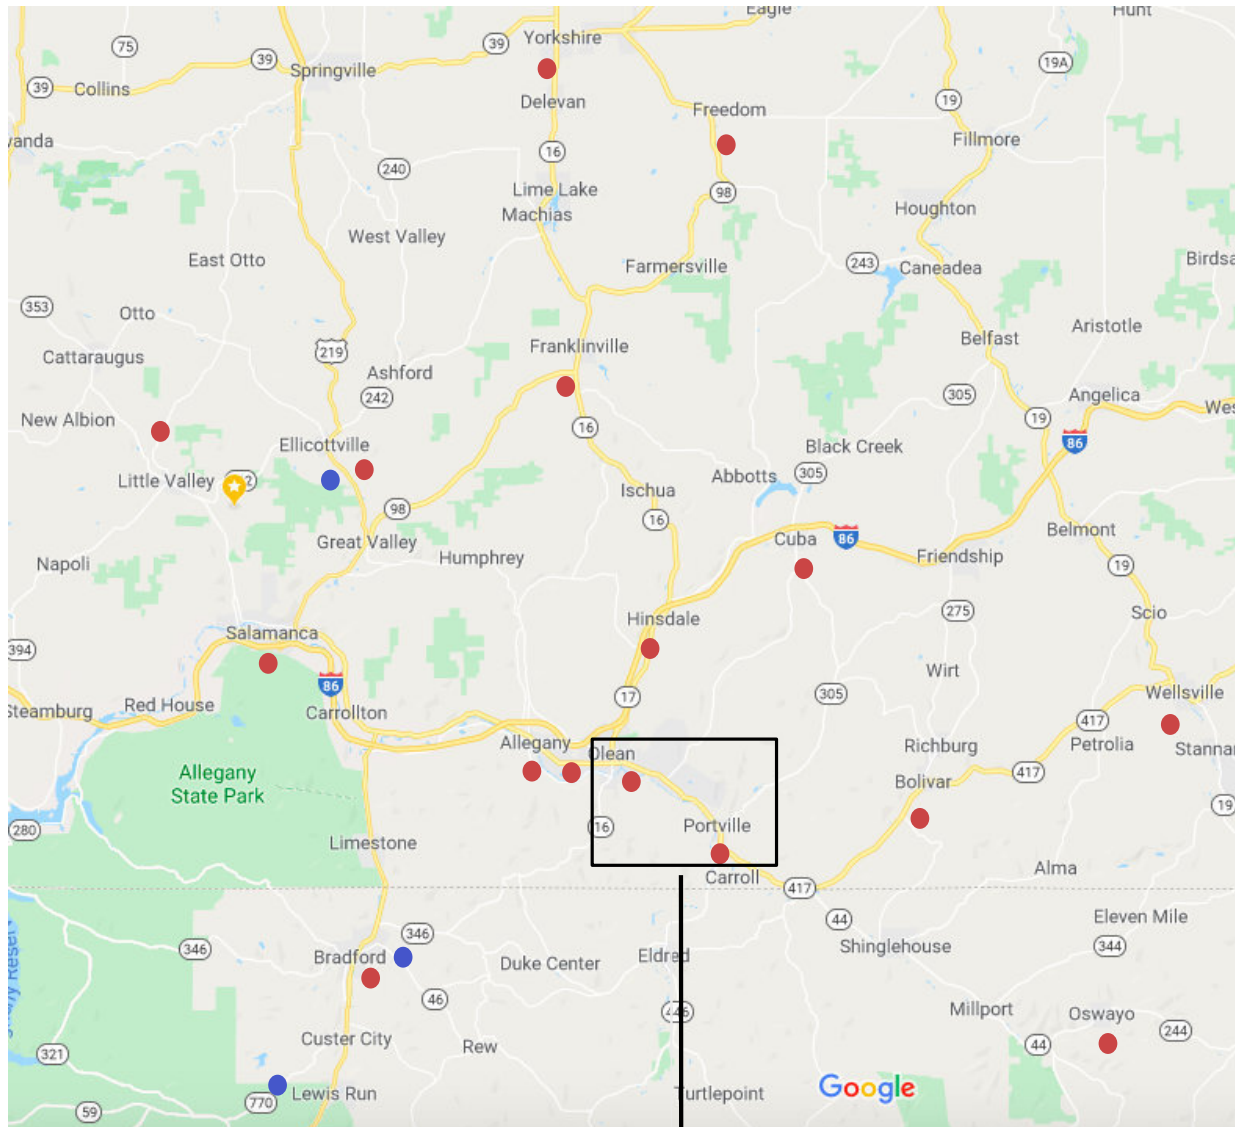 Eagle
Hunt
75
39
Yorkshire
39
Springville
19A
39
Collins
Delevan
19
Freedom
Fillmore
16
240
Lime Lake
98
Machias
Houghton
West Valley
East Otto
Farmersville
243
Caneadea
353
Otto
Aristotle
Belfast
219
Franklinville
Cattaraugus
Ashford
242
305
Angelica
New Albion
19
16
86
Ellicottville
Black Creek
305
Abbotts
Little Valley
Ischua
98
16
Cuba
86
Belmont
Great Valley
Humphrey
Friendship
Napoli
19
275
Scio
Hinsdale
Salamanca
394
Wirt
86
17
305
Wellsville
Red House
Steamburg
Carrollton
417
Allegany
Olean
Richburg
Petrolia
Allegany
State Park
417
Bolivar
19
280
16
Portville
Limestone
Alma
Carroll
417
44
Eleven Mile
346
346
Shinglehouse
344
Bradford
Duke Center
Eldred
46
Millport
Oswayo
446
244
Custer City
Rew
44
321
Google
Lewis Run
Turtlepoint
770
59